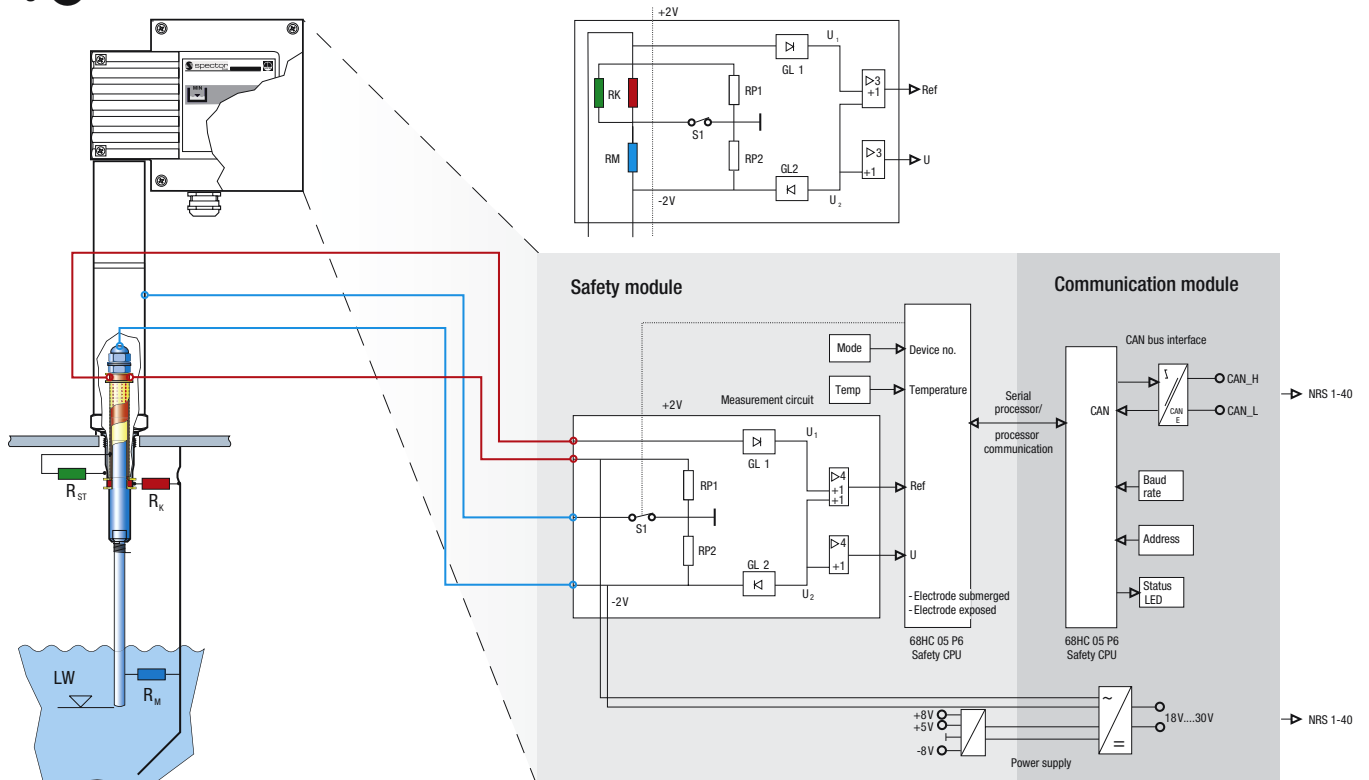 spector
MIN
+2V
U1
GL 1
RK
RP1
▷3
+1
Ref
S1
RM
RP2
▷3
+1
U
GL2
-2V
U2
Safety module
Communication module
Mode
Device no.
CAN bus interface
Temp
Temperature
CAN_H
NRS 1-40
+2V
Measurement circuit
Serial
processor/
processor
communication
CAN
CAN
E
CAN_L
U1
GL 1
RP1
▷4
+1
+1
Ref
Baud
rate
S1
RP2
▷4
+1
U
Address
GL 2
-2V
U2
- Electrode submerged
- Electrode exposed
Status
LED
68HC 05 P6
Safety CPU
68HC 05 P6
Safety CPU
RST
RK
LW
RM
+8V
+5V
-8V
~
=
18V....30V
NRS 1-40
Power supply